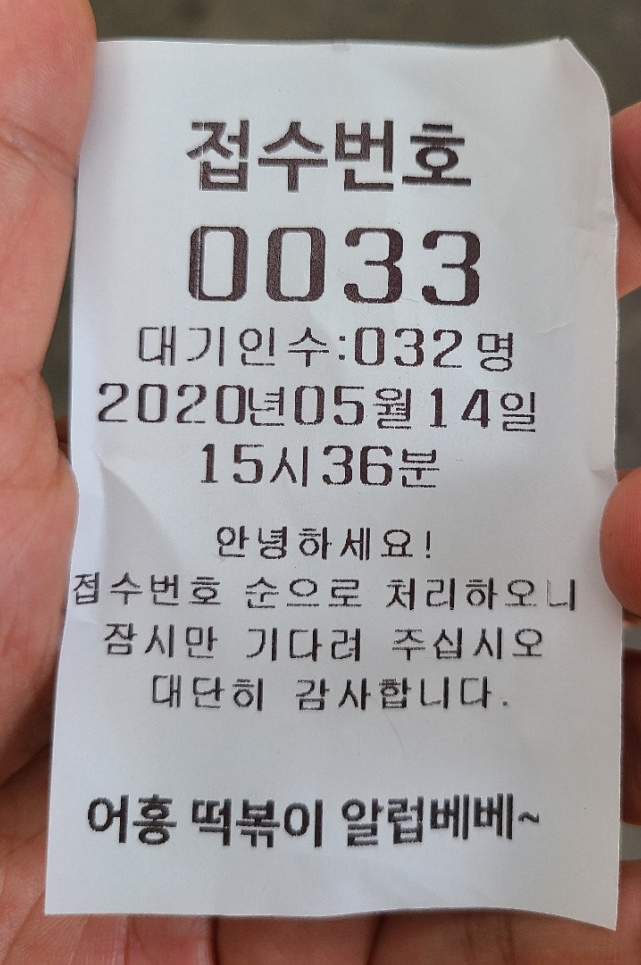 접수번호
0033
대기인수:032명
2020년05월14일
15시36분
안녕하세요!
접수번호 순으로 처리하오니
잠시만 기다려 주십시오
대단히 감사합니다.
어흥 떡볶이 알럽베베~